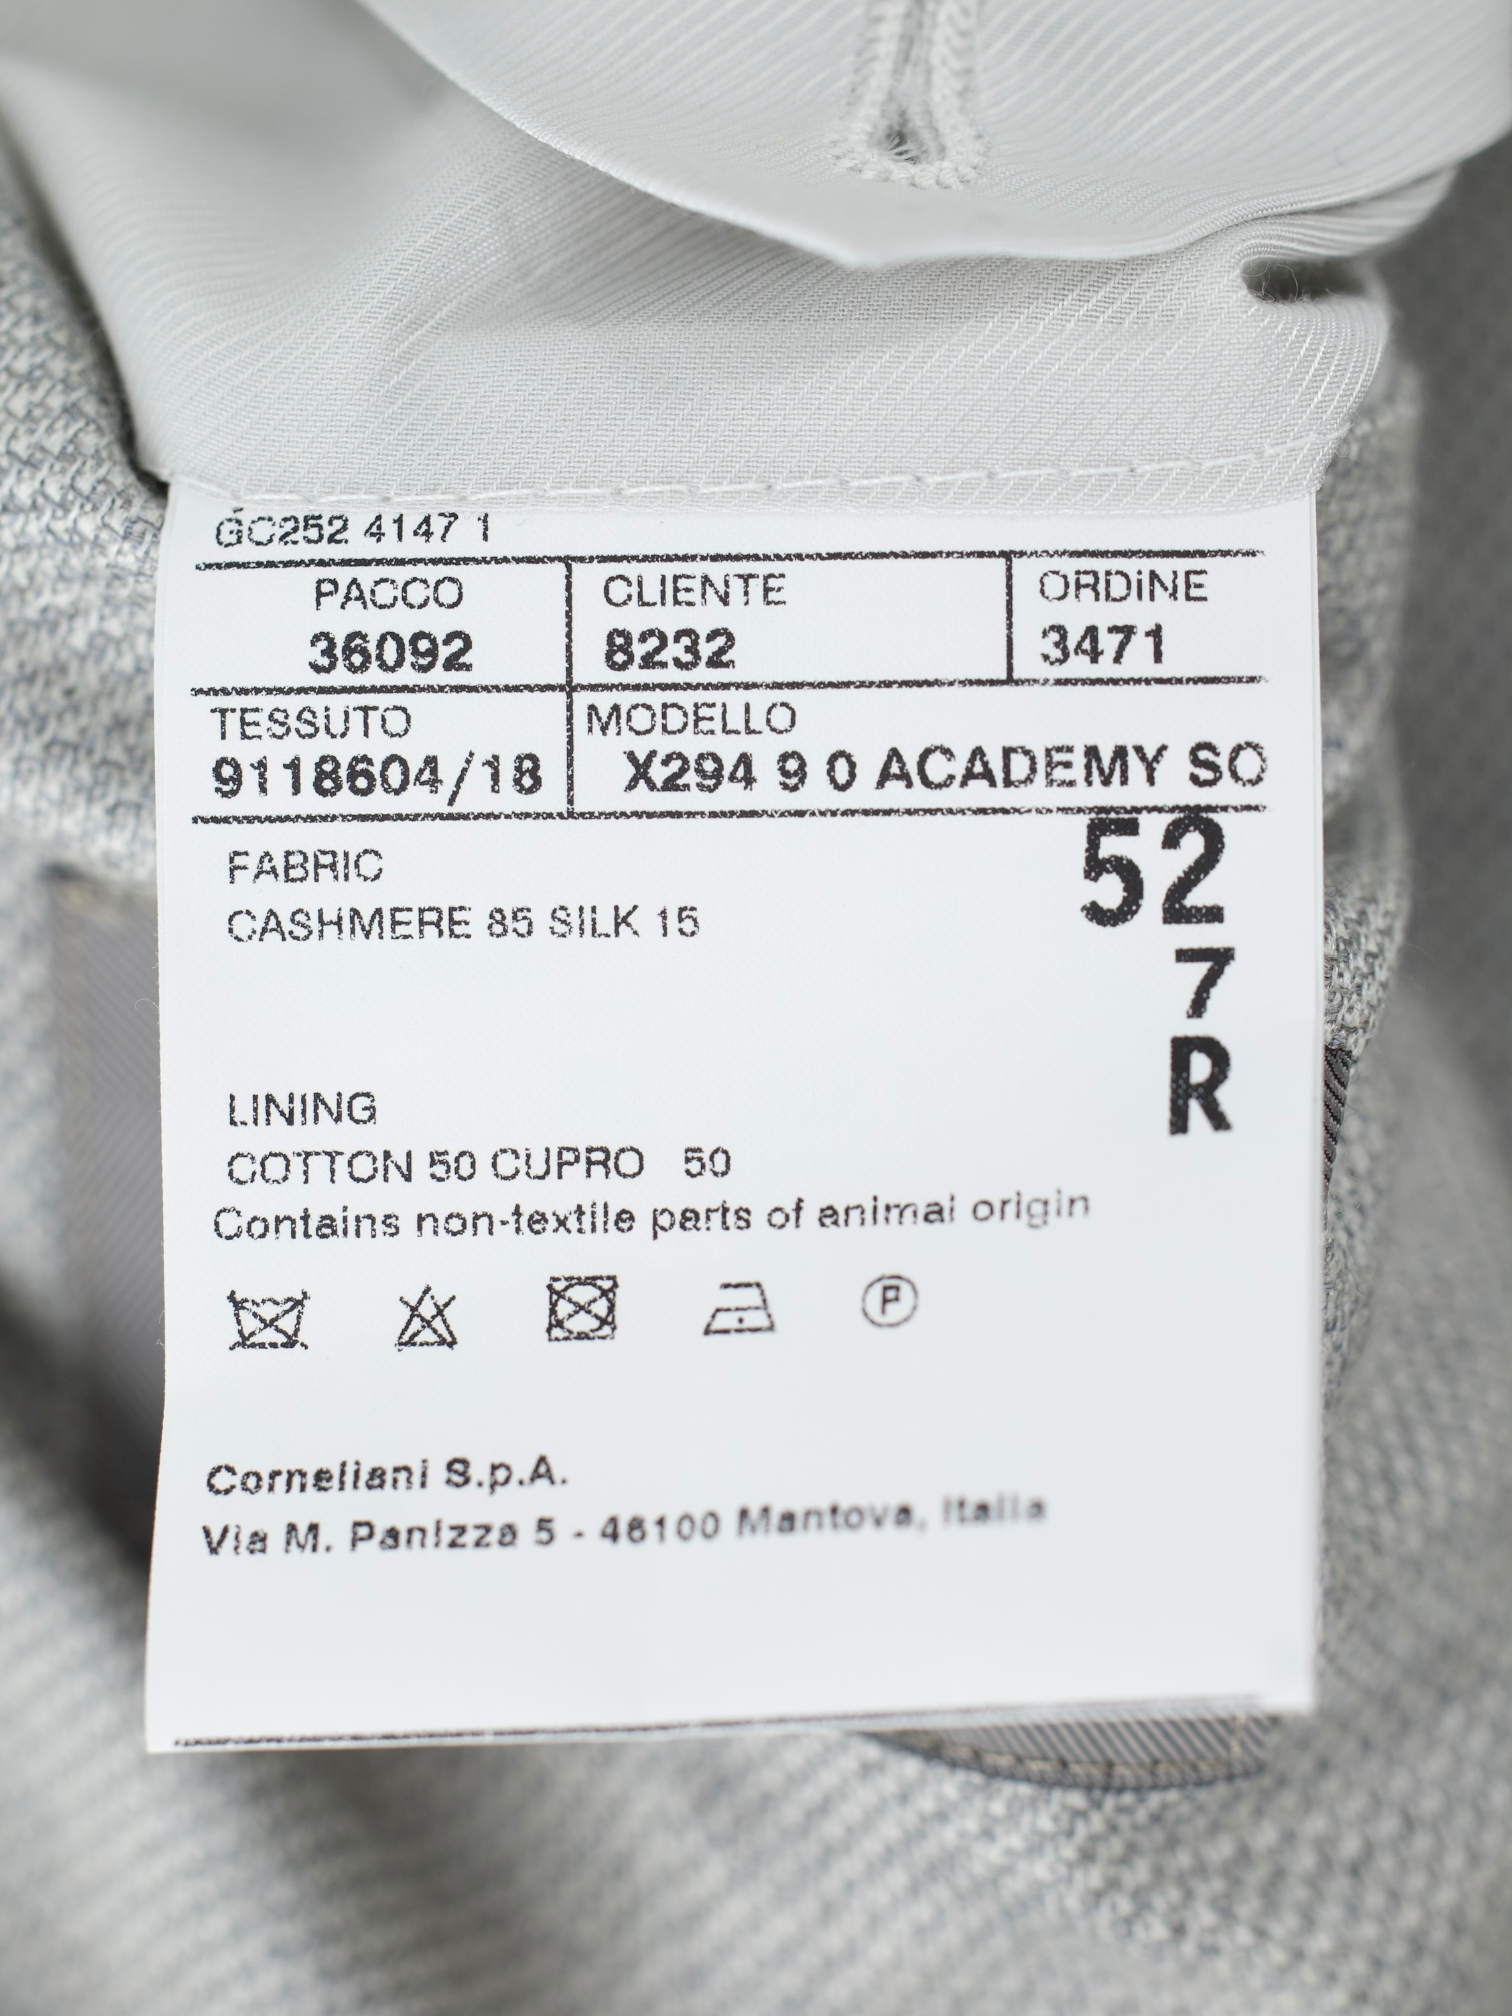 GC252 4147 1
PACCO CLIENTE ORDiNE
36092 8232 3471
TESSUTO MODELLO
9118604/18 X294 9 0 ACADEMY SO
52
FABRIC
CASHMERE 85 SILK 15
7
R
LINING
COTTON 50 CUPRO 50
Contains non-textile parts of animal origin
P
Corneliani S.p.A.
Via M. Panizza 5 - 46100 Mantova, Italia